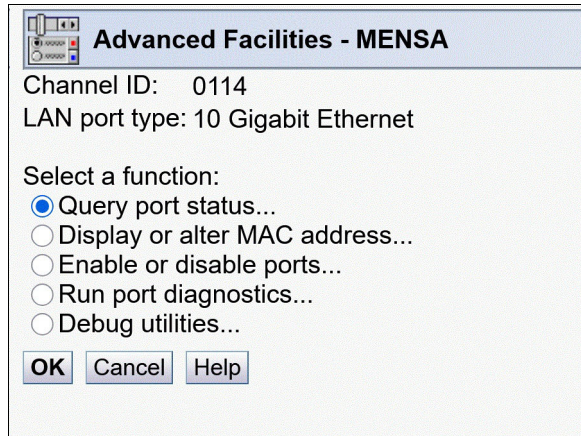 Advanced Facilities - MENSA
Channel ID: 0114
LAN port type: 10 Gigabit Ethernet
Select a function:
Query port status...
Display or alter MAC address...
Enable or disable ports...
Run port diagnostics...
Debug utilities...
OK Cancel Help